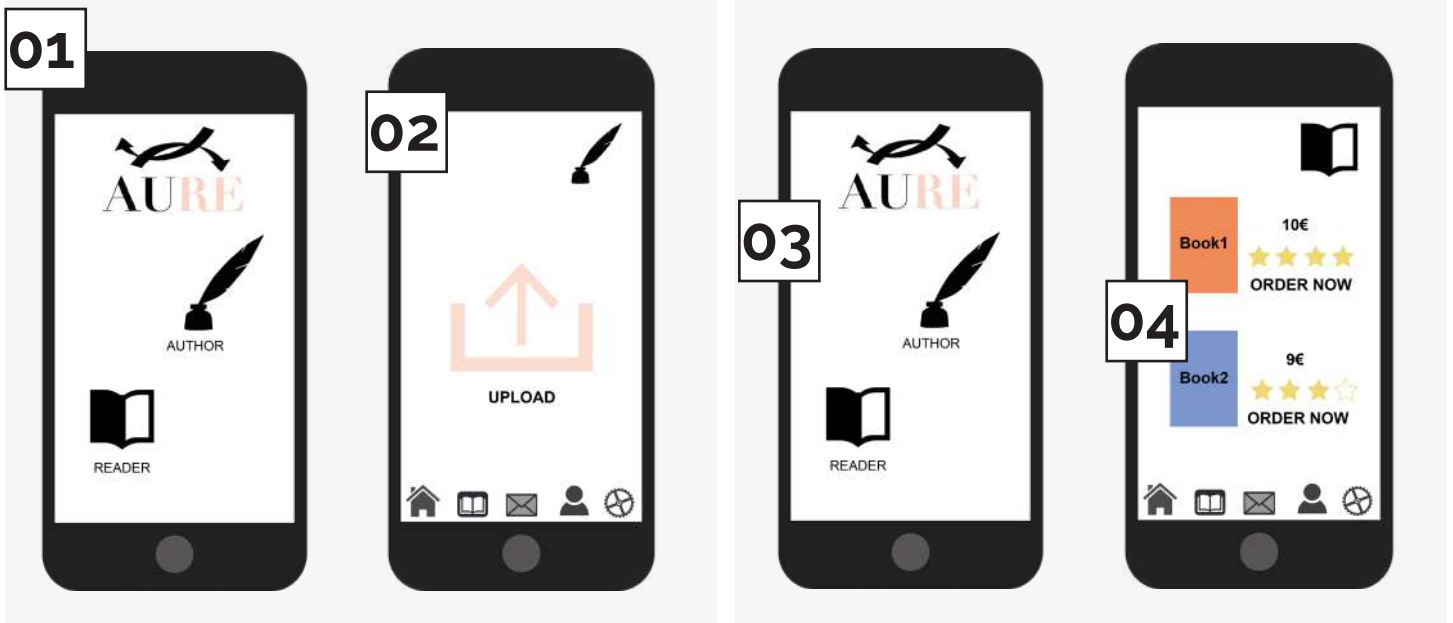 01
AURE
AUTHOR
READER
02
UPLOAD
03
AURE
AUTHOR
READER
04
Book1
10€
ORDER NOW
Book2
9€
ORDER NOW